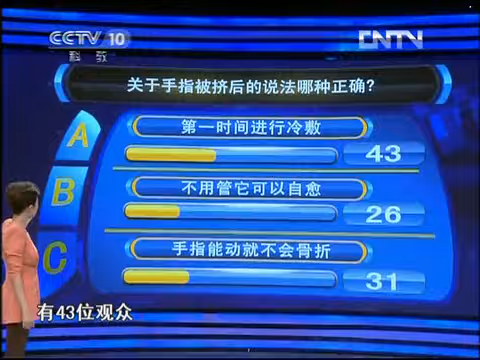 CCTV 10
科教
CNTV
关于手指被挤后的说法哪种正确?
A
第一时间进行冷敷
43
B
不用管它可以自愈
26
C
手指能动就不会骨折
31
有43位观众